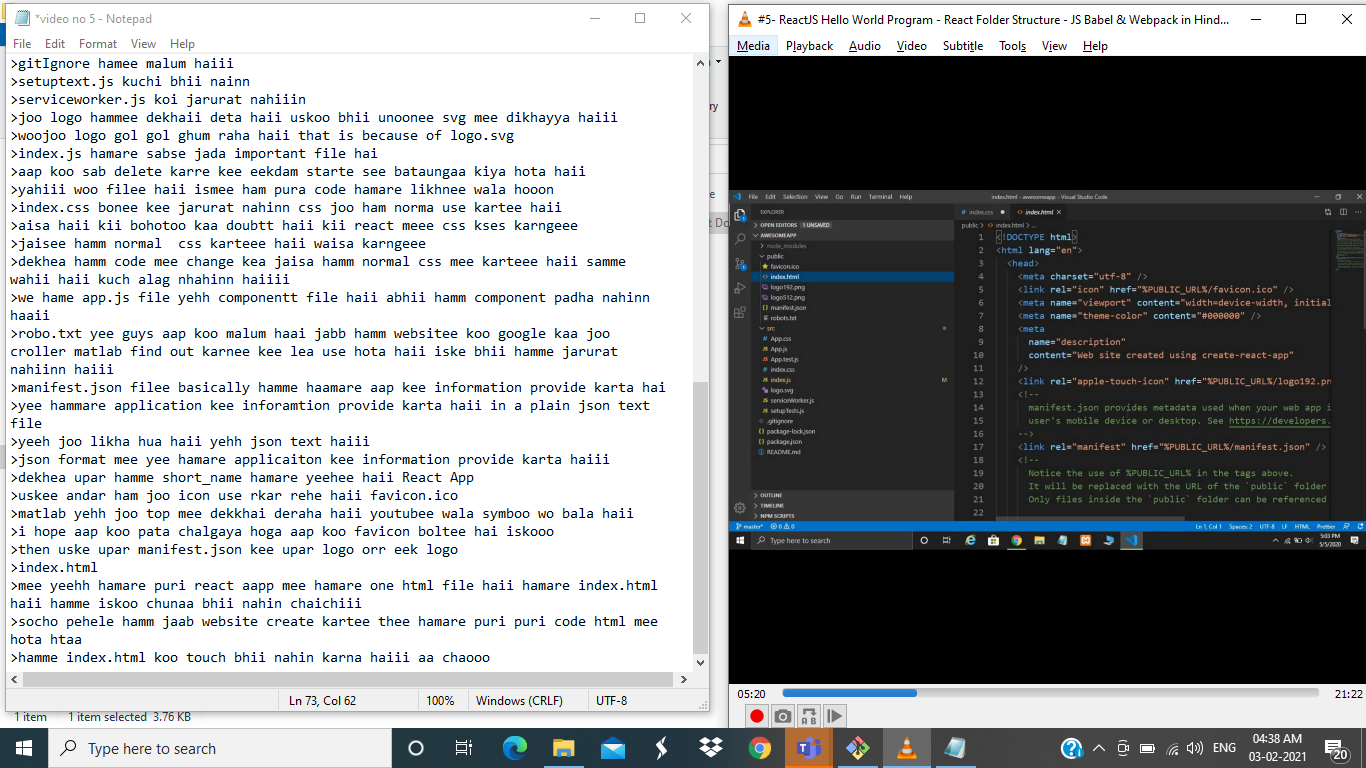 *video no 5 - Notepad
File Edit Format View Help
>gitIgnore hamee malum haiii
>setuptext.js kuchi bhii nainn
>serviceworker.js koi jarurat nahiiin
>joo logo hammee dekhaii deta haii uskoo bhii unoonee svg mee dikhayya haiii
>woojoo logo gol gol ghum raha haii that is because of logo.svg
>index.js hamare sabse jada important file hai
>aap koo sab delete karre kee eekdam starte see bataungaa kiya hota haii
>yahiii woo filee haii ismee ham pura code hamare likhnee wala hooon
>index.css bonee kee jarurat nahinn css joo ham norma use kartee haii
>aisa haii kii bohotoo kaa doubtt haii kii react meee css kses karngeee
>jaisee hamm normal  css karteee haii waisa karngeee
>dekhea hamm code mee change kea jaisa hamm normal css mee karteee haii samme
wahii haii kuch alag nhahinn haiiii
>we hame app.js file yehh componentt file haii abhii hamm component padha nahinn
haaii
>robo.txt yee guys aap koo malum haai jabb hamm websitee koo google kaa joo
croller matlab find out karnee kee lea use hota haii iske bhii hamme jarurat
nahiinn haiii
>manifest.json filee basically hamme haamare aap kee information provide karta hai
>yee hammare application kee inforamtion provide karta haii in a plain json text
file
>yeeh joo likha hua haii yehh json text haiii
>json format mee yee hamare applicaiton kee information provide karta haiii
>dekhea upar hamme short_name hamare yeehee haii React App
>uskee andar ham joo icon use rkar rehe haii favicon.ico
>matlab yehh joo top mee dekkhai deraha haii youtubee wala symboo wo bala haii
>i hope aap koo pata chalgaya hoga aap koo favicon boltee hai iskooo
>then uske upar manifest.json kee upar logo orr eek logo
>index.html
>mee yeehh hamare puri react aapp mee hamare one html file haii hamare index.html
haii hamme iskoo chunaa bhii nahin chaichiii
>socho pehele hamm jaab website create kartee thee hamare puri puri code html mee
hota htaa
>hamme index.html koo touch bhii nahin karna haiii aa chaooo
Ln 73, Col 62 100% Windows (CRLF) UTF-8
1 item 1 item selected 3.76 KB
#5- ReactJS Hello World Program - React Folder Structure - JS Babel & Webpack in Hind...
Media Playback Audio Video Subtitle Tools View Help
File Edit Selection View Go Run Terminal Help index.html - awesomeapp - Visual Studio Code
EXPLORER
OPEN EDITORS 1 UNSAVED
AWESOMEAPP
node_modules
public
favicon.ico
index.html
logo192.png
logo512.png
manifest.json
robots.txt
src
App.css
App.js
App.test.js
index.css
index.js M
logo.svg
serviceWorker.js
setupTests.js
.gitignore
package-lock.json
package.json
README.md
OUTLINE
TIMELINE
NPM SCRIPTS
index.css index.html
public > index.html > ...
1 <!DOCTYPE html>
2 <html lang="en">
3 <head>
4 <meta charset="utf-8" />
5 <link rel="icon" href="%PUBLIC_URL%/favicon.ico" />
6 <meta name="viewport" content="width=device-width, initial
7 <meta name="theme-color" content="#000000" />
8 <meta
9 name="description"
10 content="Web site created using create-react-app"
11 />
12 <link rel="apple-touch-icon" href="%PUBLIC_URL%/logo192.pn
13 <!--
14 manifest.json provides metadata used when your web app i
15 user's mobile device or desktop. See https://developers.
16 -->
17 <link rel="manifest" href="%PUBLIC_URL%/manifest.json" />
18 <!--
19 Notice the use of %PUBLIC_URL% in the tags above.
20 It will be replaced with the URL of the `public` folder
21 Only files inside the `public` folder can be referenced
22
master* 0 0 Ln 1, Col 1 Spaces: 2 UTF-8 LF HTML Prettier
Type here to search 5:03 PM
5/5/2020
05:20 21:22
Type here to search ENG 04:38 AM
03-02-2021
20